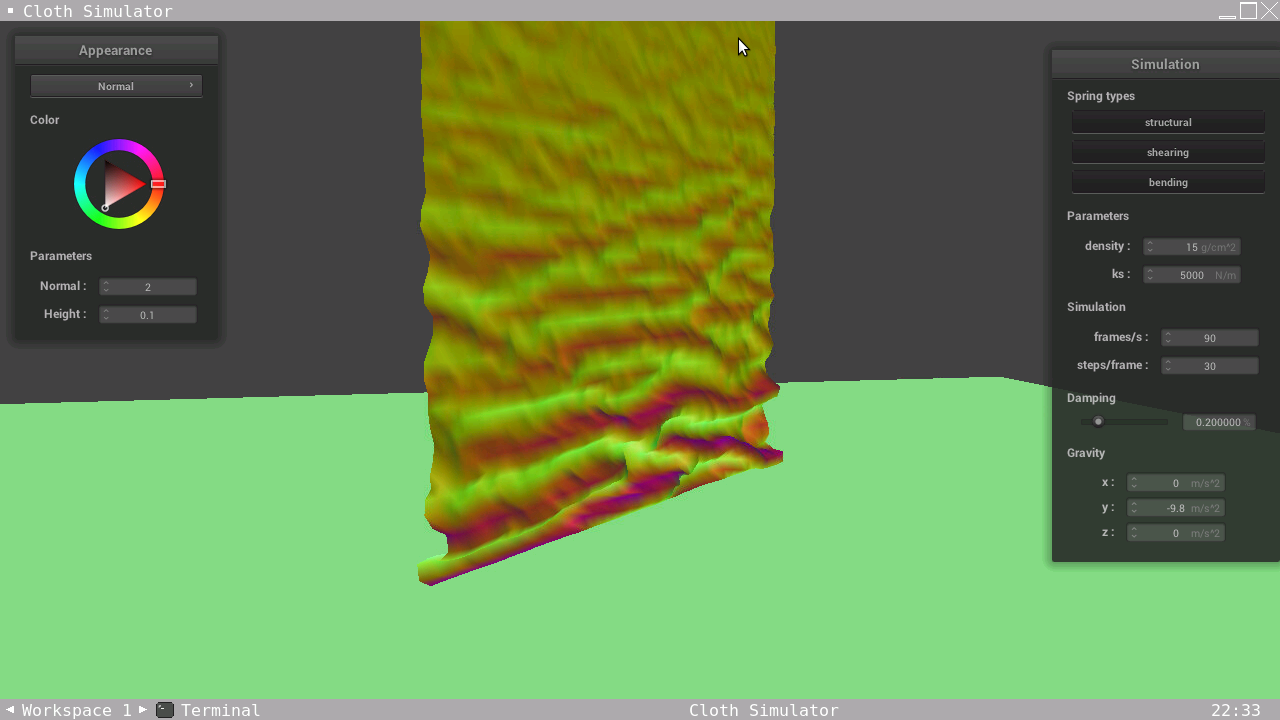 Cloth Simulator
Appearance
Normal
Color
Parameters
Normal : 2
Height : 0.1
Simulation
Spring types
structural
shearing
bending
Parameters
density : 15 g/cm^2
ks : 5000 N/m
Simulation
frames/s : 90
steps/frame : 30
Damping
0.200000 %
Gravity
x : 0 m/s^2
y : -9.8 m/s^2
z : 0 m/s^2
Workspace 1 Terminal Cloth Simulator 22:33